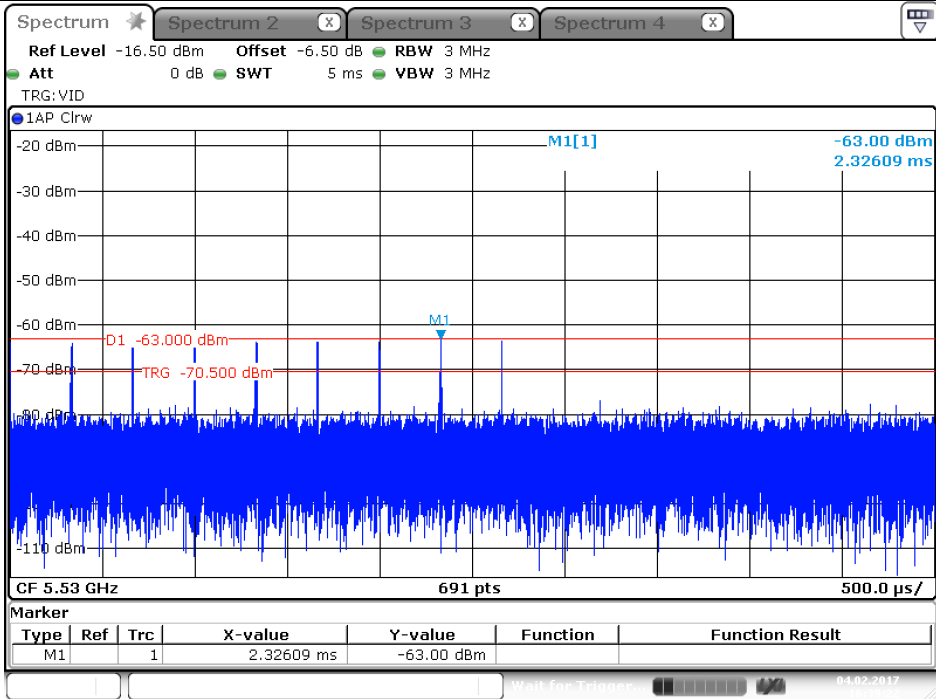 Spectrum Spectrum 2 X Spectrum 3 X Spectrum 4 X
Ref Level -16.50 dBm Offset -6.50 dB RBW 3 MHz
Att 0 dB SWT 5 ms VBW 3 MHz
TRG:VID
1AP Clrw
M1[1] -63.00 dBm
2.32609 ms
-20 dBm
-30 dBm
-40 dBm
-50 dBm
-60 dBm
M1
D1 -63.000 dBm
-70 dBm
TRG -70.500 dBm
-80 dBm
-110 dBm
CF 5.53 GHz 691 pts 500.0 µs/
Marker
Type Ref Trc X-value Y-value Function Function Result
M1 1 2.32609 ms -63.00 dBm
Wait for Trigger... 04.02.2017